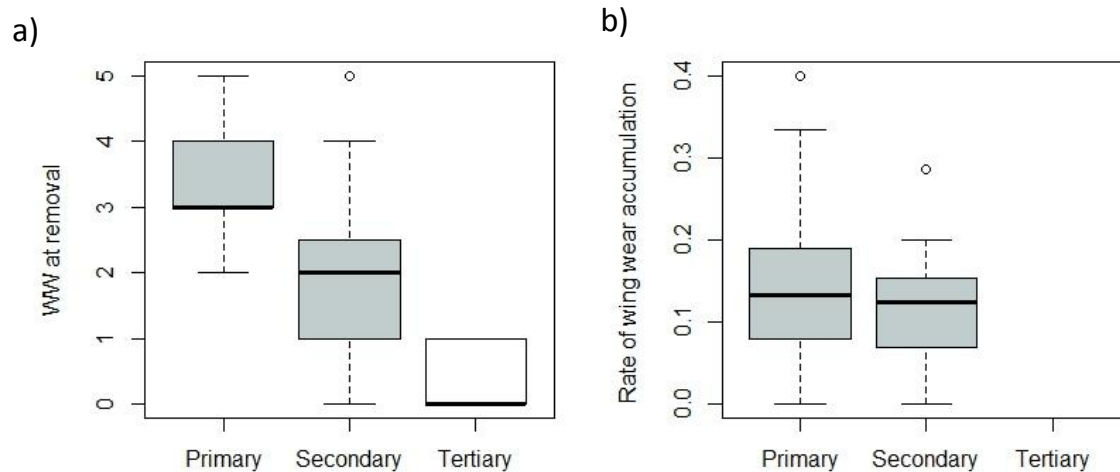 a)
WW at removal
5
4
3
2
1
0
Primary Secondary Tertiary
b)
Rate of wing wear accumulation
0.4
0.3
0.2
0.1
0.0
Primary Secondary Tertiary